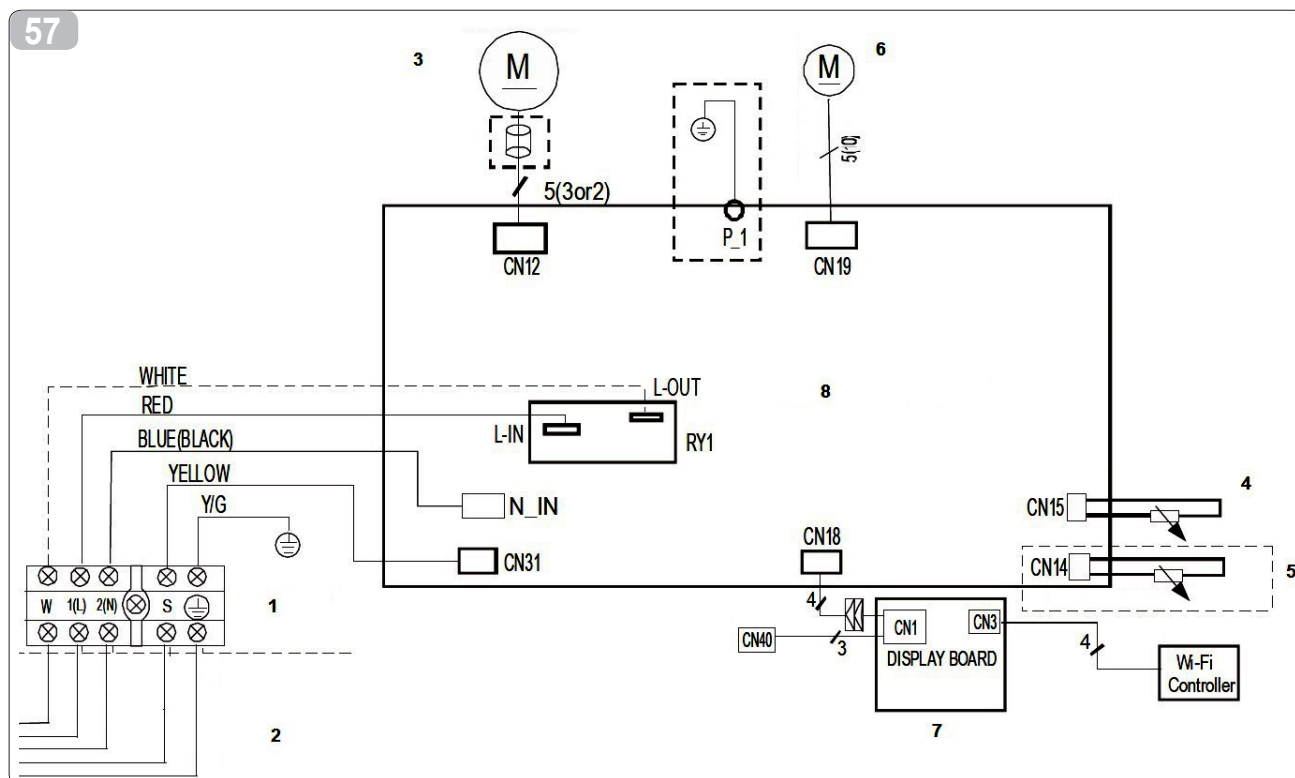 57
3
M
6
M
5(3or2)
5(10)
CN12
P_1
CN19
WHITE
L-OUT
RED
8
L-IN
RY1
BLUE(BLACK)
YELLOW
N_IN
Y/G
CN15
4
CN18
CN31
CN14
5
W 1(L) 2(N) S
1
4
CN1
CN3
CN40
3
DISPLAY BOARD
4
Wi-Fi
Controller
2
7